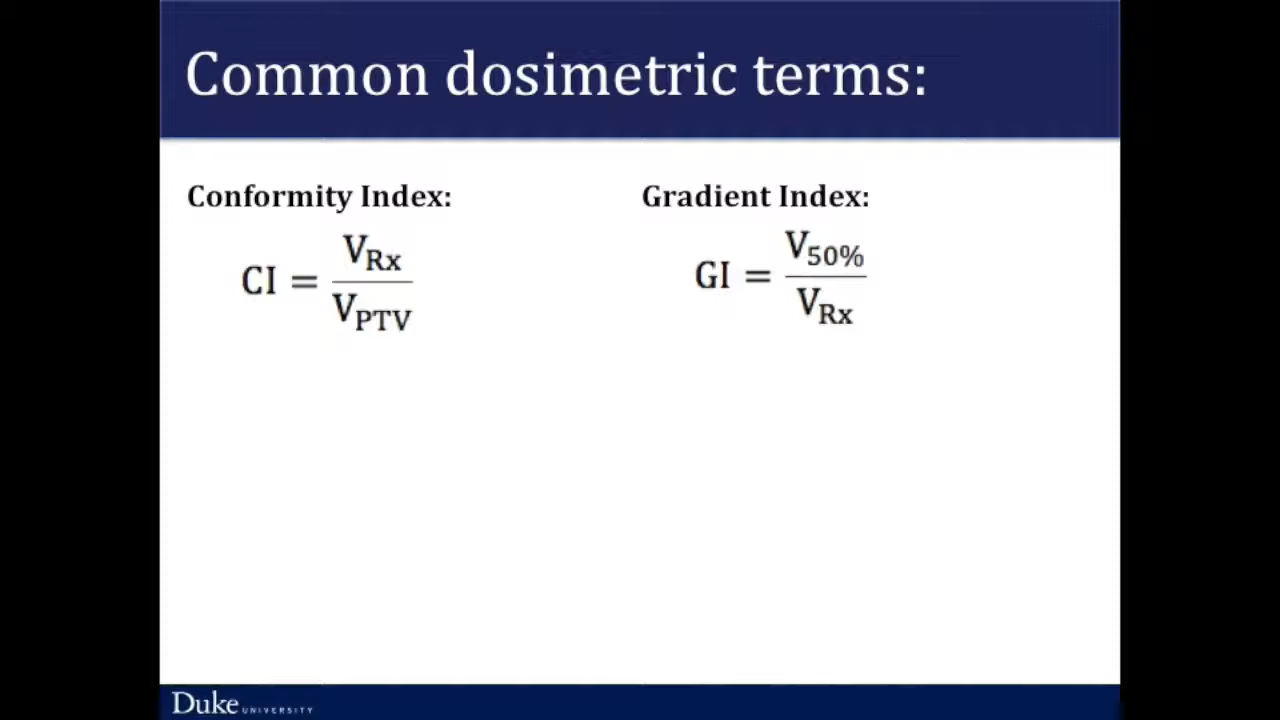 Common dosimetric terms:
Conformity Index:
CI = V_Rx / V_PTV
Gradient Index:
GI = V_50% / V_Rx
Duke UNIVERSITY